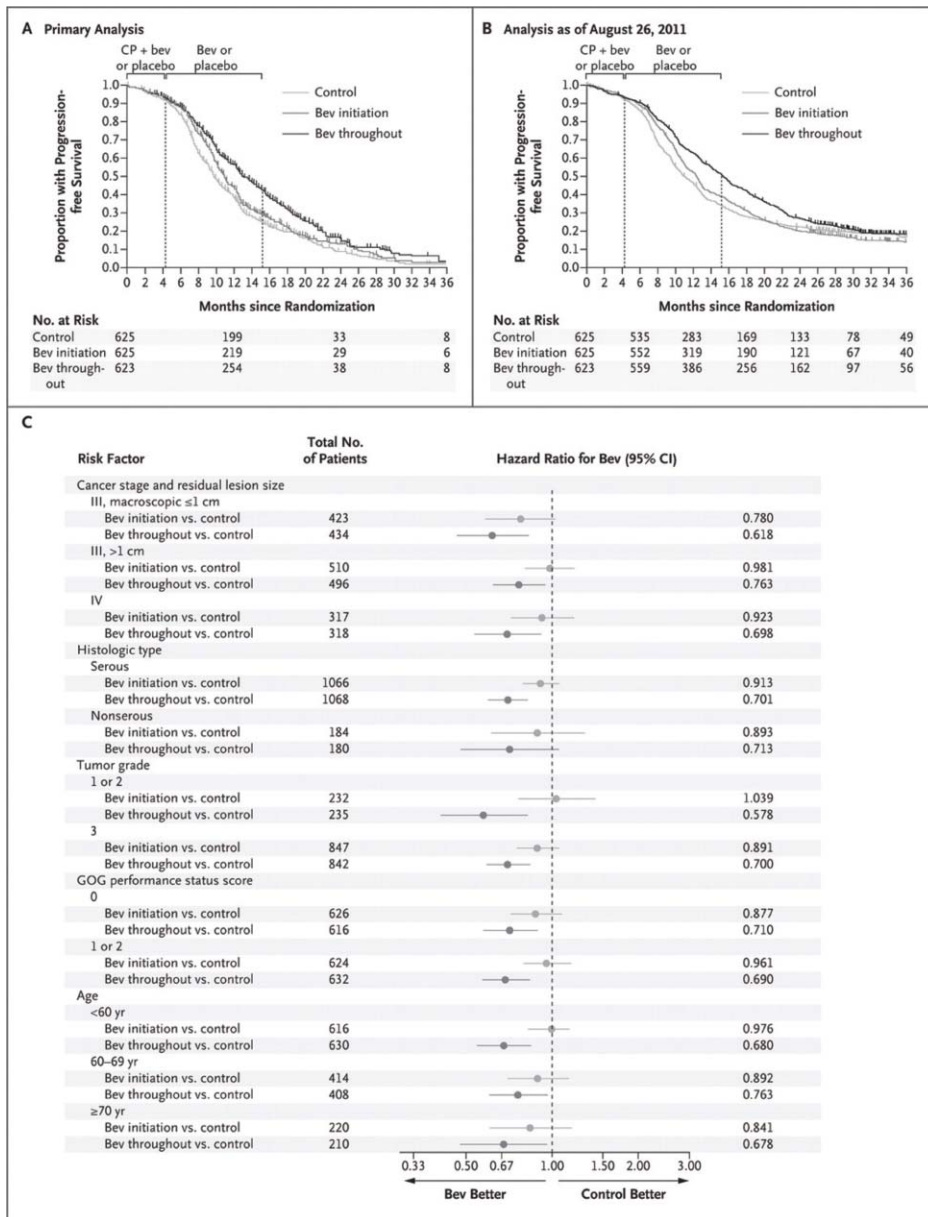 A Primary Analysis
CP + bev or placebo
Bev or placebo
Control
Bev initiation
Bev throughout
Proportion with Progression-free Survival
1.0
0.9
0.8
0.7
0.6
0.5
0.4
0.3
0.2
0.1
0.0
0 2 4 6 8 10 12 14 16 18 20 22 24 26 28 30 32 34 36
Months since Randomization
No. at Risk
Control 625 199 33 8
Bev initiation 625 219 29 6
Bev through- 623 254 38 8
out
B Analysis as of August 26, 2011
CP + bev or placebo
Bev or placebo
Control
Bev initiation
Bev throughout
Proportion with Progression-free Survival
1.0
0.9
0.8
0.7
0.6
0.5
0.4
0.3
0.2
0.1
0.0
0 2 4 6 8 10 12 14 16 18 20 22 24 26 28 30 32 34 36
Months since Randomization
No. at Risk
Control 625 535 283 169 133 78 49
Bev initiation 625 552 319 190 121 67 40
Bev through- 623 559 386 256 162 97 56
out
C
Risk Factor Total No. of Patients Hazard Ratio for Bev (95% CI)
Cancer stage and residual lesion size
III, macroscopic ≤1 cm
Bev initiation vs. control 423 0.780
Bev throughout vs. control 434 0.618
III, >1 cm
Bev initiation vs. control 510 0.981
Bev throughout vs. control 496 0.763
IV
Bev initiation vs. control 317 0.923
Bev throughout vs. control 318 0.698
Histologic type
Serous
Bev initiation vs. control 1066 0.913
Bev throughout vs. control 1068 0.701
Nonserous
Bev initiation vs. control 184 0.893
Bev throughout vs. control 180 0.713
Tumor grade
1 or 2
Bev initiation vs. control 232 1.039
Bev throughout vs. control 235 0.578
3
Bev initiation vs. control 847 0.891
Bev throughout vs. control 842 0.700
GOG performance status score
0
Bev initiation vs. control 626 0.877
Bev throughout vs. control 616 0.710
1 or 2
Bev initiation vs. control 624 0.961
Bev throughout vs. control 632 0.690
Age
<60 yr
Bev initiation vs. control 616 0.976
Bev throughout vs. control 630 0.680
60–69 yr
Bev initiation vs. control 414 0.892
Bev throughout vs. control 408 0.763
≥70 yr
Bev initiation vs. control 220 0.841
Bev throughout vs. control 210 0.678
0.33 0.50 0.67 1.00 1.50 2.00 3.00
Bev Better Control Better